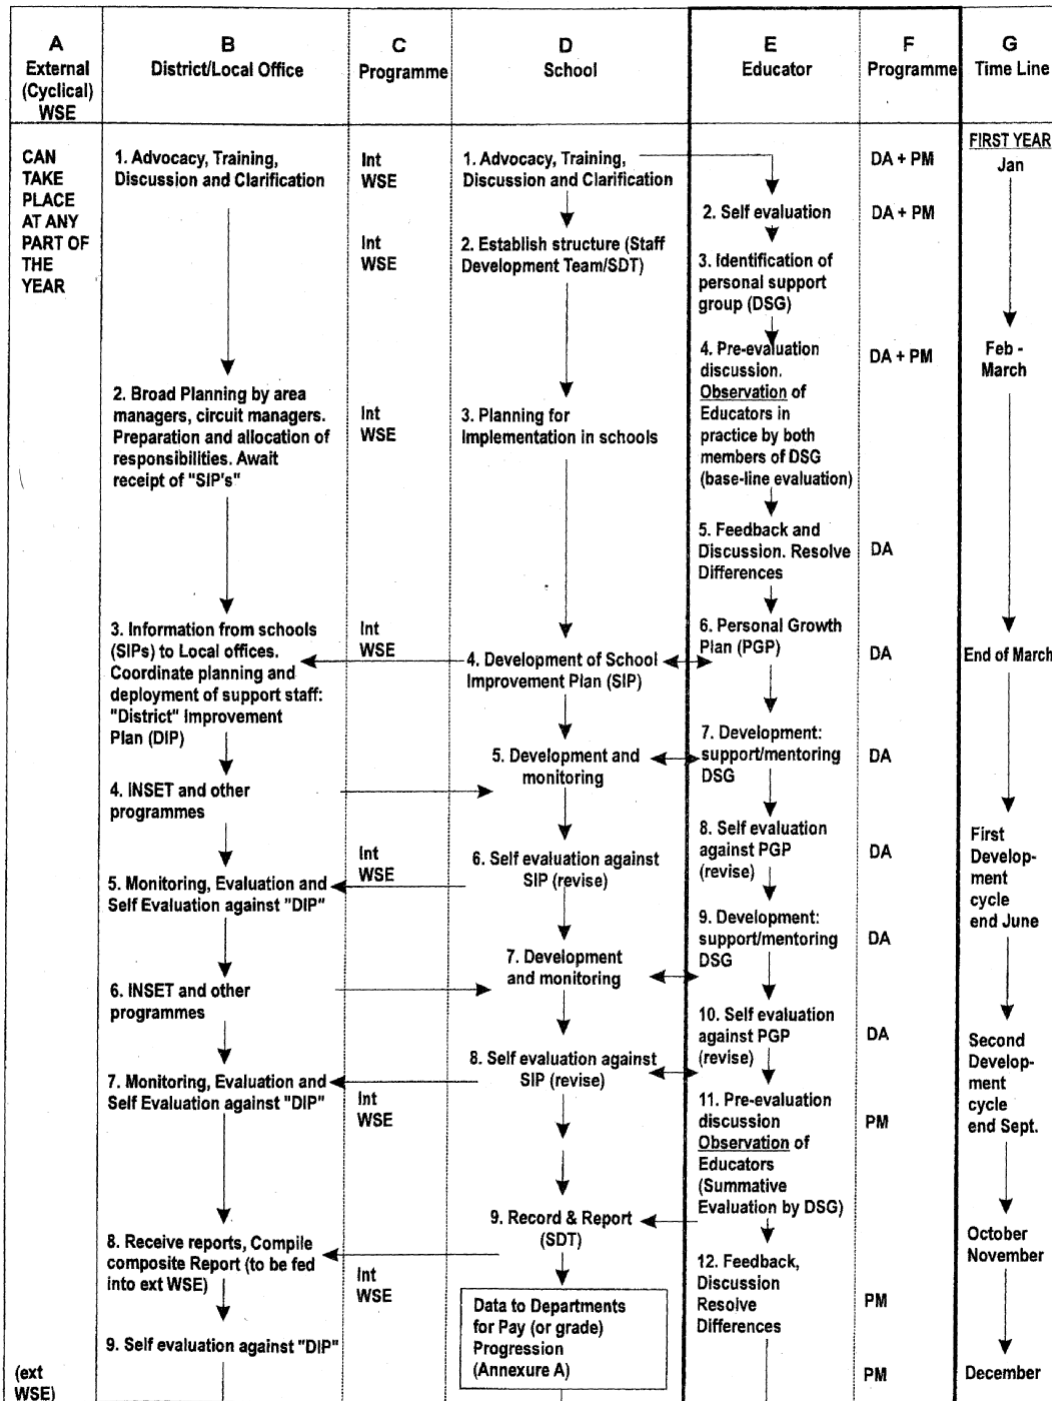 A
External
(Cyclical)
WSE
B
District/Local Office
C
Programme
D
School
E
Educator
F
Programme
G
Time Line
CAN
TAKE
PLACE
AT ANY
PART OF
THE
YEAR
(ext
WSE)
1. Advocacy, Training,
Discussion and Clarification
2. Broad Planning by area
managers, circuit managers.
Preparation and allocation of
responsibilities. Await
receipt of "SIP's"
3. Information from schools
(SIPs) to Local offices.
Coordinate planning and
deployment of support staff:
"District" Improvement
Plan (DIP)
4. INSET and other
programmes
5. Monitoring, Evaluation and
Self Evaluation against "DIP"
6. INSET and other
programmes
7. Monitoring, Evaluation and
Self Evaluation against "DIP"
8. Receive reports, Compile
composite Report (to be fed
into ext WSE)
9. Self evaluation against "DIP"
Int
WSE
Int
WSE
Int
WSE
Int
WSE
Int
WSE
Int
WSE
Int
WSE
1. Advocacy, Training,
Discussion and Clarification
2. Establish structure (Staff
Development Team/SDT)
3. Planning for
Implementation in schools
4. Development of School
Improvement Plan (SIP)
5. Development and
monitoring
6. Self evaluation against
SIP (revise)
7. Development
and monitoring
8. Self evaluation against
SIP (revise)
9. Record & Report
(SDT)
Data to Departments
for Pay (or grade)
Progression
(Annexure A)
2. Self evaluation
3. Identification of
personal support
group (DSG)
4. Pre-evaluation
discussion.
Observation of
Educators in
practice by both
members of DSG
(base-line evaluation)
5. Feedback and
Discussion. Resolve
Differences
6. Personal Growth
Plan (PGP)
7. Development:
support/mentoring
DSG
8. Self evaluation
against PGP
(revise)
9. Development:
support/mentoring
DSG
10. Self evaluation
against PGP
(revise)
11. Pre-evaluation
discussion
Observation of
Educators
(Summative
Evaluation by DSG)
12. Feedback,
Discussion
Resolve
Differences
DA + PM
DA + PM
DA + PM
DA
DA
DA
DA
DA
DA
PM
PM
PM
FIRST YEAR
Jan
Feb -
March
End of March
First
Develop-
ment
cycle
end June
Second
Develop-
ment
cycle
end Sept.
October
November
December